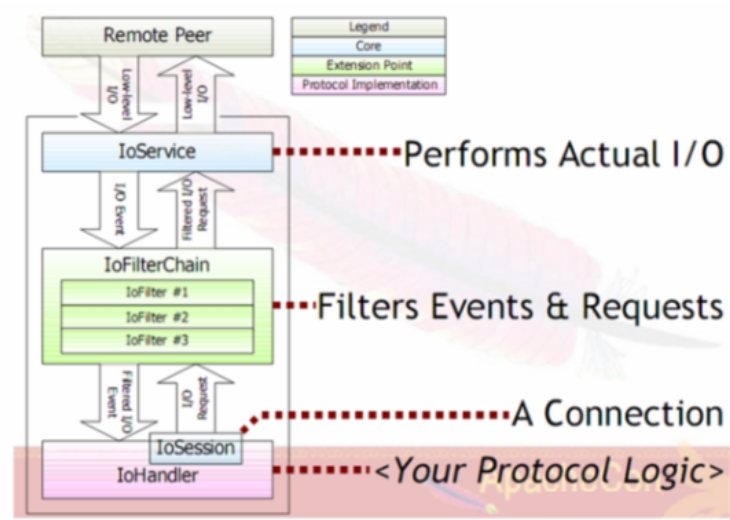 Remote Peer
Legend
Core
Extension Point
Protocol Implementation
Low-level
I/O
Low-level
I/O
IoService
Performs Actual I/O
I/O Event
Filtered I/O
Request
IoFilterChain
IoFilter #1
IoFilter #2
IoFilter #3
Filters Events & Requests
Filtered I/O
Event
I/O
Request
A Connection
IoSession
IoHandler
<Your Protocol Logic>
ApacheCon